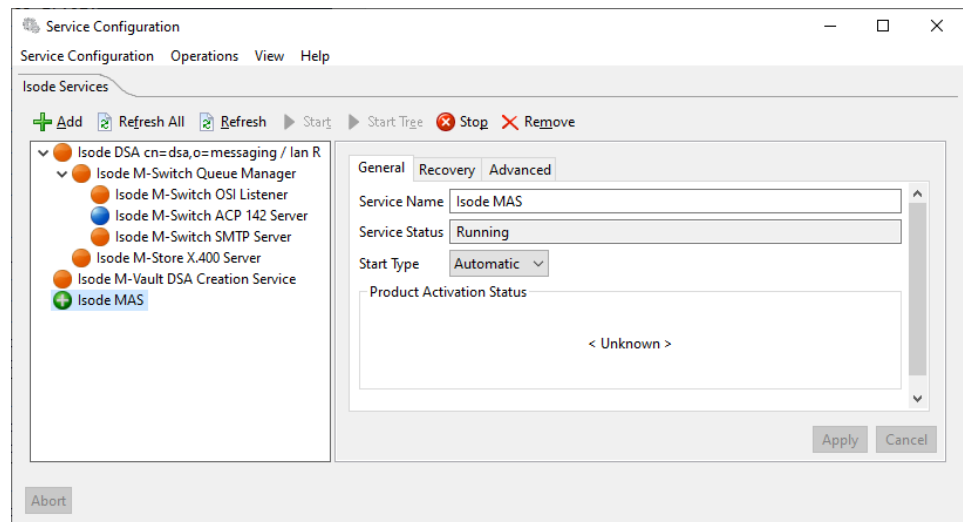 Service Configuration
Service Configuration Operations View Help
Isode Services
Add Refresh All Refresh Start Start Tree Stop Remove
Isode DSA cn=dsa,o=messaging / Ian R
Isode M-Switch Queue Manager
Isode M-Switch OSI Listener
Isode M-Switch ACP 142 Server
Isode M-Switch SMTP Server
Isode M-Store X.400 Server
Isode M-Vault DSA Creation Service
Isode MAS
General Recovery Advanced
Service Name Isode MAS
Service Status Running
Start Type Automatic
Product Activation Status
< Unknown >
Apply Cancel
Abort